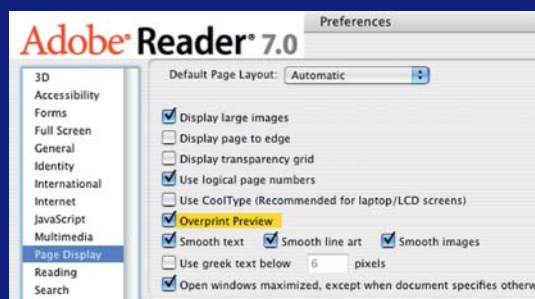 Preferences
Adobe® Reader® 7.0
3D
Accessibility
Forms
Full Screen
General
Identity
International
Internet
JavaScript
Multimedia
Page Display
Reading
Search
Default Page Layout: Automatic
Display large images
Display page to edge
Display transparency grid
Use logical page numbers
Use CoolType (Recommended for laptop/LCD screens)
Overprint Preview
Smooth text Smooth line art Smooth images
Use greek text below 6 pixels
Open windows maximized, except when document specifies otherw